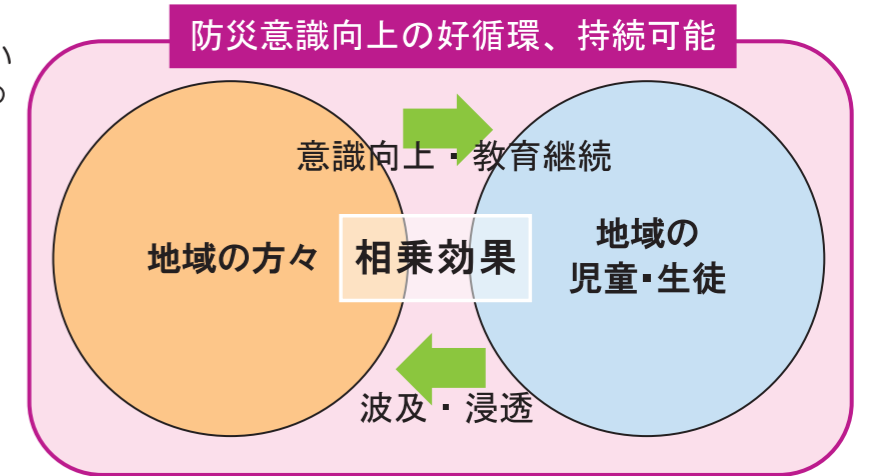 防災意識向上の好循環、持続可能
い
意識向上・教育継続
地域の方々
相乗効果
地域の
児童・生徒
波及・浸透